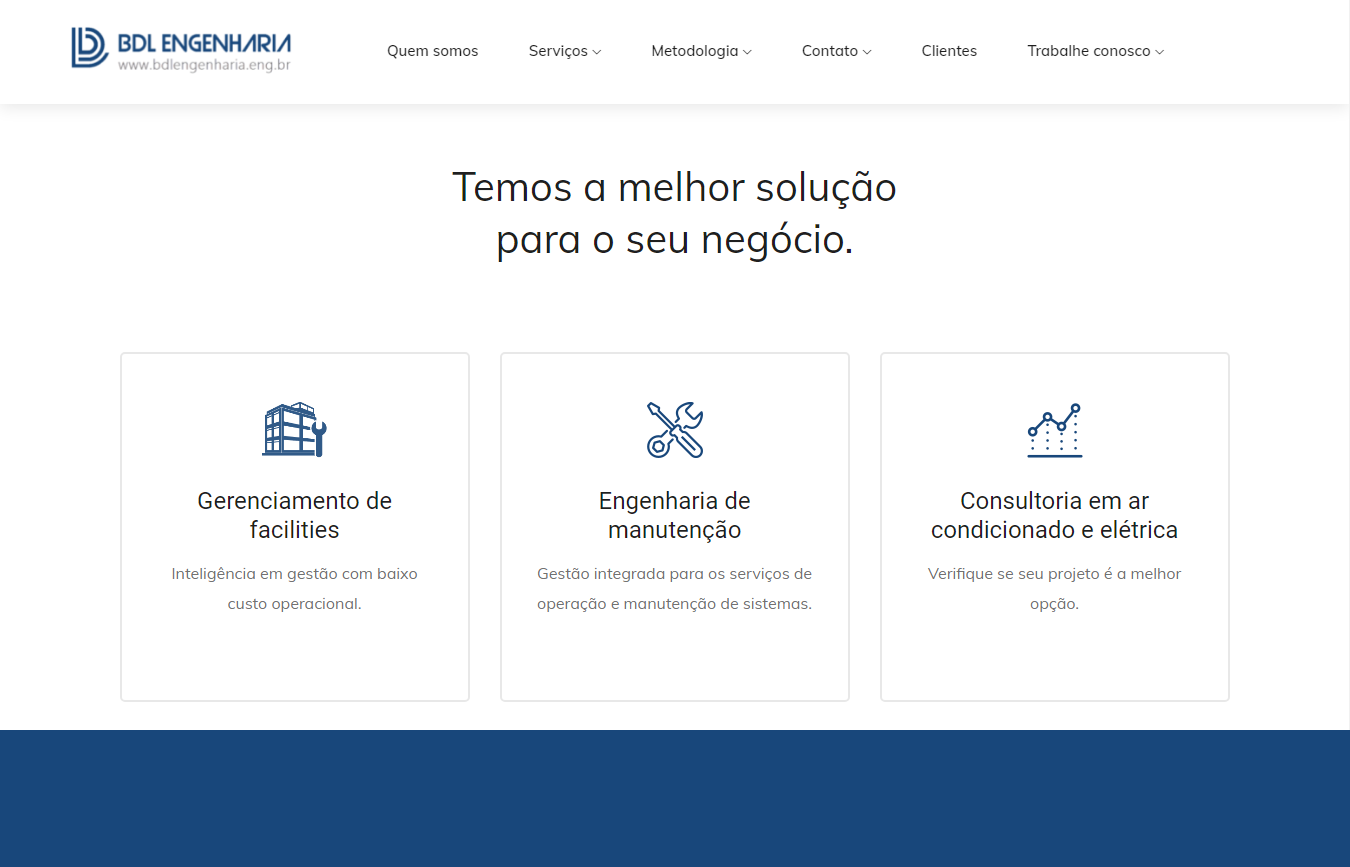 BDL ENGENHARIA
www.bdlengenharia.eng.br
Quem somos Serviços Metodologia Contato Clientes Trabalhe conosco
Temos a melhor solução
para o seu negócio.
Gerenciamento de
facilities
Inteligência em gestão com baixo
custo operacional.
Engenharia de
manutenção
Gestão integrada para os serviços de
operação e manutenção de sistemas.
Consultoria em ar
condicionado e elétrica
Verifique se seu projeto é a melhor
opção.